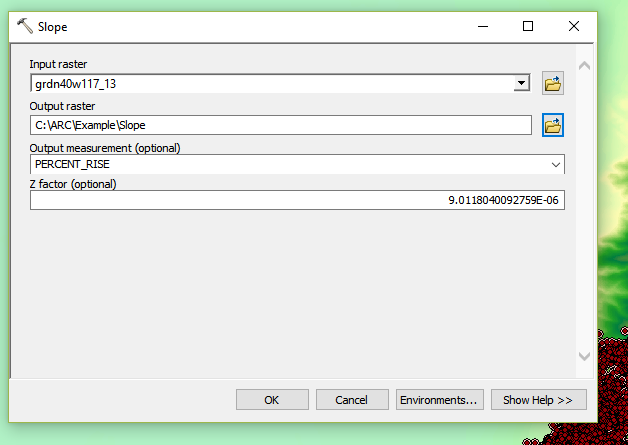 Slope
Input raster
grdn40w117_13
Output raster
C:\ARC\Example\Slope
Output measurement (optional)
PERCENT_RISE
Z factor (optional)
9.0118040092759E-06
OK Cancel Environments... Show Help >>